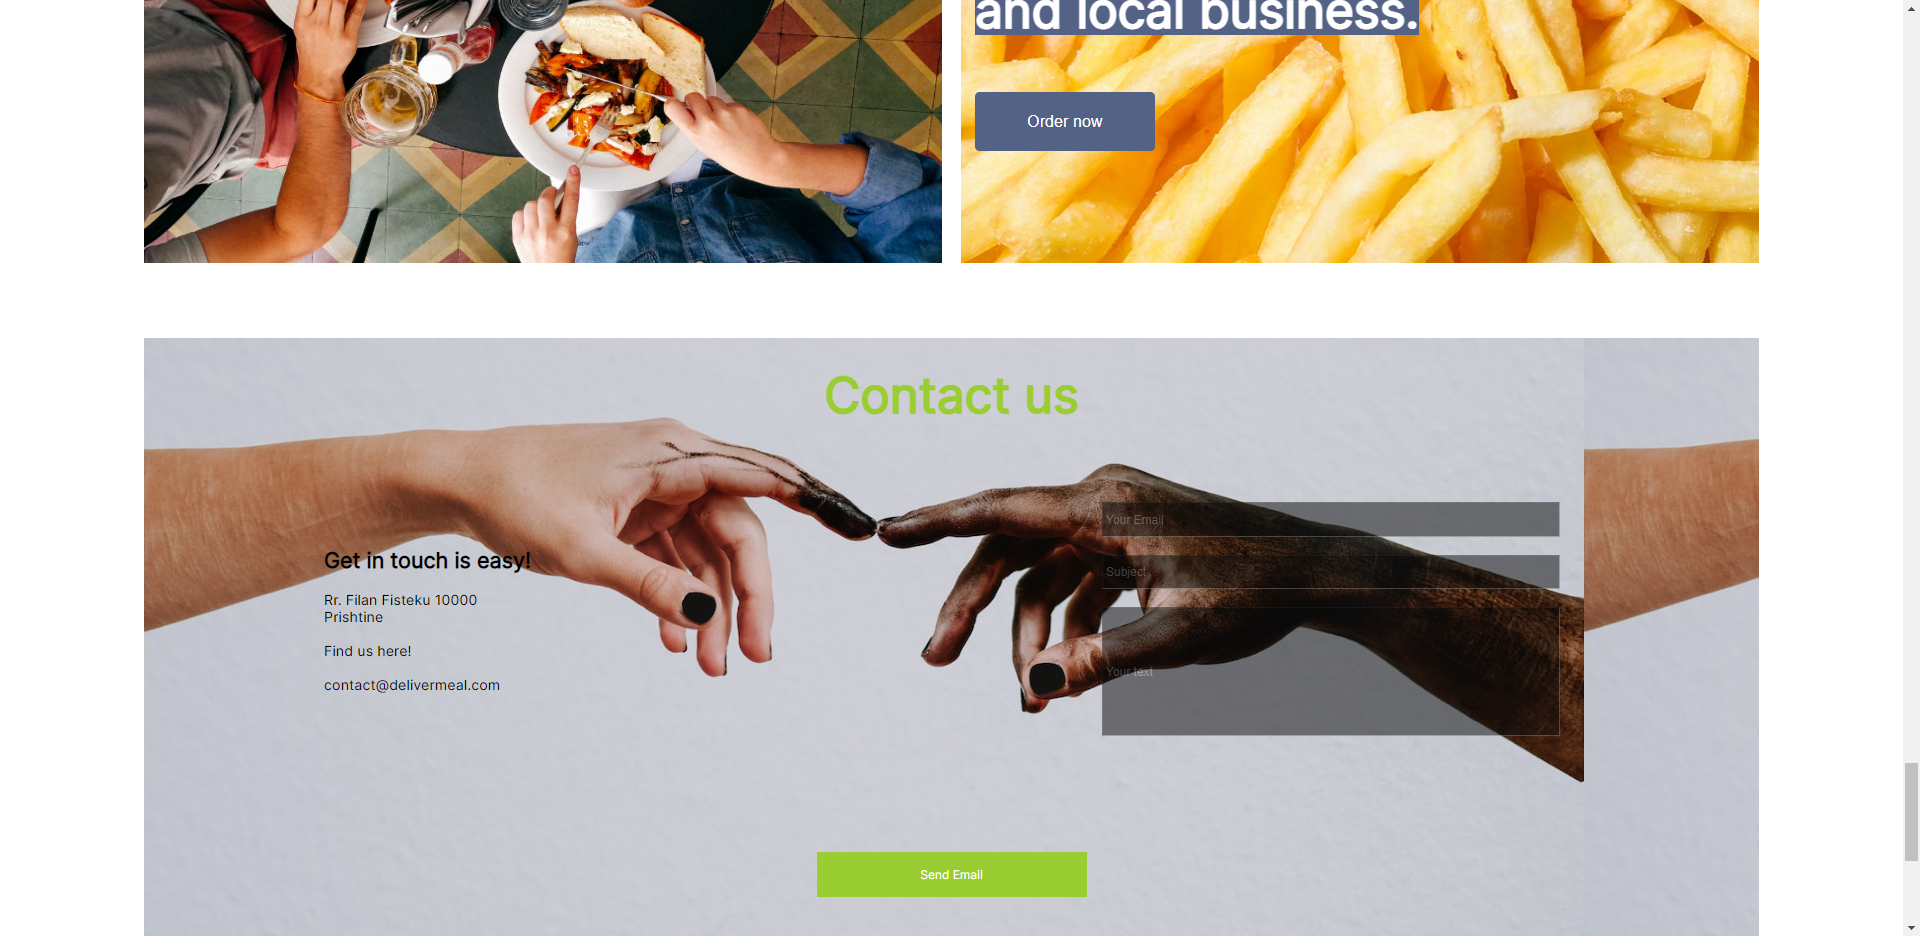 and local business.
Order now
Contact us
Your Email
Get in touch is easy!
Subject
Rr. Filan Fisteku 10000
Prishtine
Find us here!
Your text
contact@delivermeal.com
Send Email